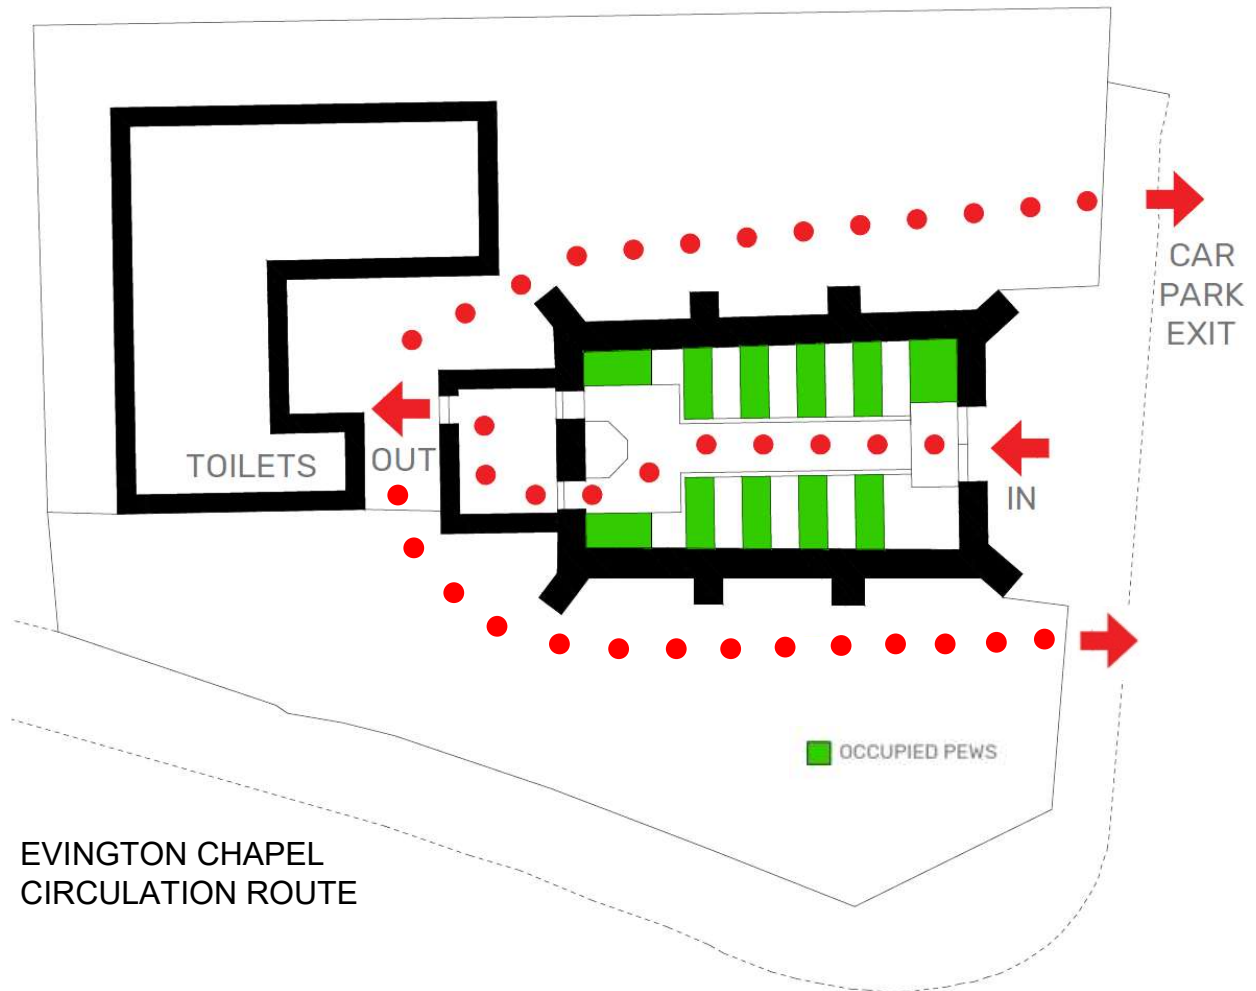 CAR
PARK
EXIT
TOILETS
OUT
IN
OCCUPIED PEWS
EVINGTON CHAPEL
CIRCULATION ROUTE